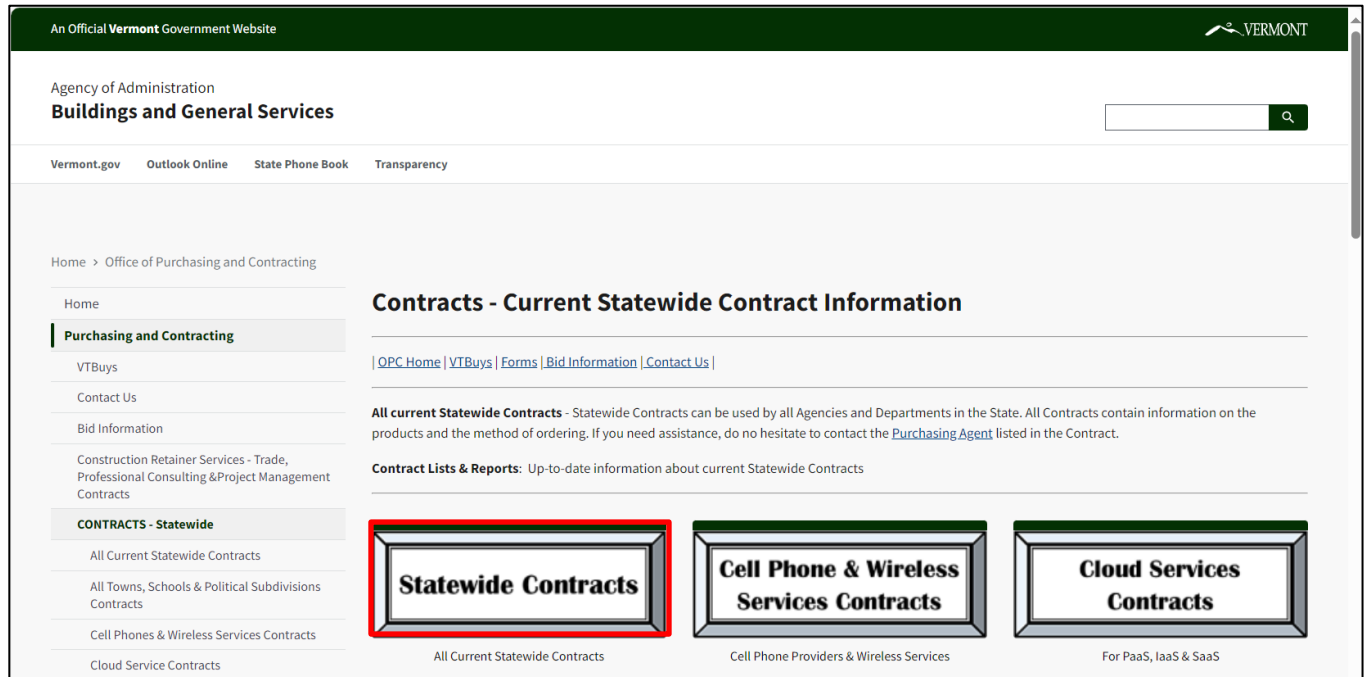 An Official Vermont Government Website
VERMONT
Agency of Administration
Buildings and General Services
Vermont.gov Outlook Online State Phone Book Transparency
Home > Office of Purchasing and Contracting
Home
Purchasing and Contracting
VTBuys
Contact Us
Bid Information
Construction Retainer Services - Trade,
Professional Consulting &Project Management
Contracts
CONTRACTS - Statewide
All Current Statewide Contracts
All Towns, Schools & Political Subdivisions
Contracts
Cell Phones & Wireless Services Contracts
Cloud Service Contracts
Contracts - Current Statewide Contract Information
| OPC Home | VTBuys | Forms | Bid Information | Contact Us |
All current Statewide Contracts - Statewide Contracts can be used by all Agencies and Departments in the State. All Contracts contain information on the
products and the method of ordering. If you need assistance, do no hesitate to contact the Purchasing Agent listed in the Contract.
Contract Lists & Reports: Up-to-date information about current Statewide Contracts
Statewide Contracts
All Current Statewide Contracts
Cell Phone & Wireless
Services Contracts
Cell Phone Providers & Wireless Services
Cloud Services
Contracts
For PaaS, IaaS & SaaS